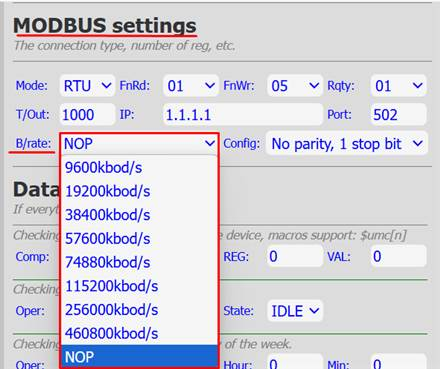 MODBUS settings
The connection type, number of reg, etc.
Mode: RTU FnRd: 01 FnWr: 05 Rqty: 01
T/Out: 1000 IP: 1.1.1.1 Port: 502
B/rate: NOP Config: No parity, 1 stop bit
9600kbod/s
19200kbod/s
38400kbod/s
57600kbod/s
74880kbod/s
115200kbod/s
256000kbod/s
460800kbod/s
NOP
Data
If everyt
Checking device, macros support: $umc[n]
Comp: REG: 0 VAL: 0
Checking
Oper: State: IDLE
Checking of the week.
Oper: Hour: 0 Min: 0